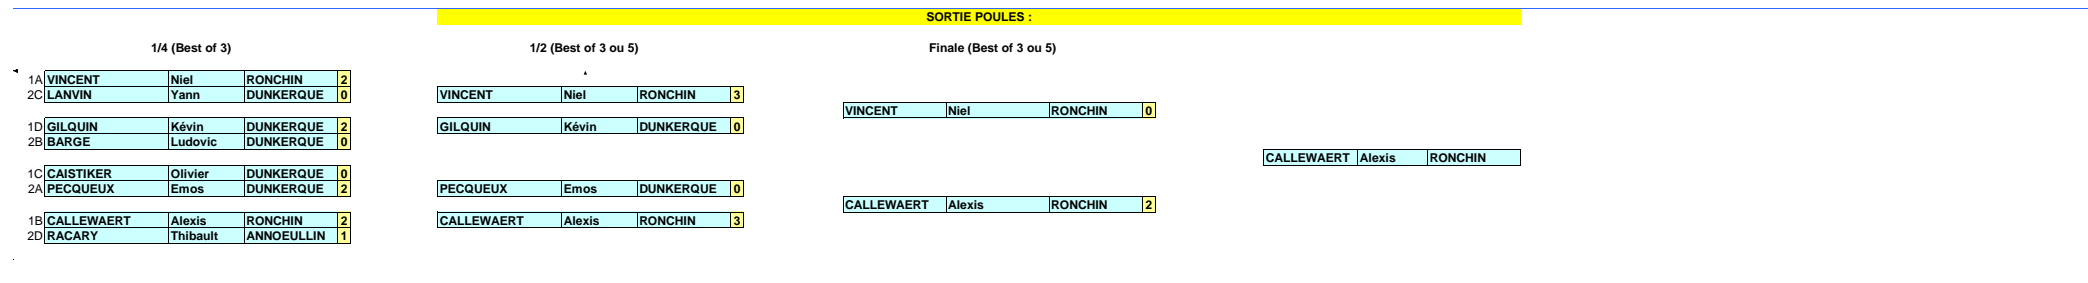 SORTIE POULES :
1/4 (Best of 3) 1/2 (Best of 3 ou 5) Finale (Best of 3 ou 5)
1A VINCENT Niel RONCHIN 2
2C LANVIN Yann DUNKERQUE 0 VINCENT Niel RONCHIN 3
VINCENT Niel RONCHIN 0
1D GILQUIN Kévin DUNKERQUE 2 GILQUIN Kévin DUNKERQUE 0
2B BARGE Ludovic DUNKERQUE 0
CALLEWAERT Alexis RONCHIN
1C CAISTIKER Olivier DUNKERQUE 0
2A PECQUEUX Emos DUNKERQUE 2 PECQUEUX Emos DUNKERQUE 0
CALLEWAERT Alexis RONCHIN 2
1B CALLEWAERT Alexis RONCHIN 2 CALLEWAERT Alexis RONCHIN 3
2D RACARY Thibault ANNOEULLIN 1